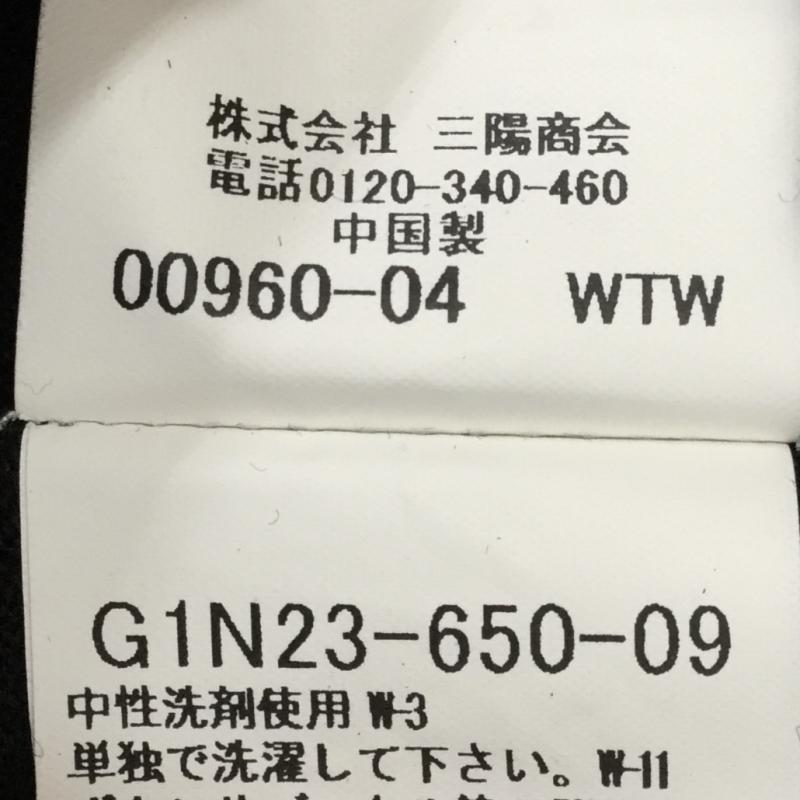 株式会社 三陽商会
電話0120-340-460
中国製
00960-04 WTW
G1N23-650-09
中性洗剤使用 W-3
単独で洗濯して下さい。W-11